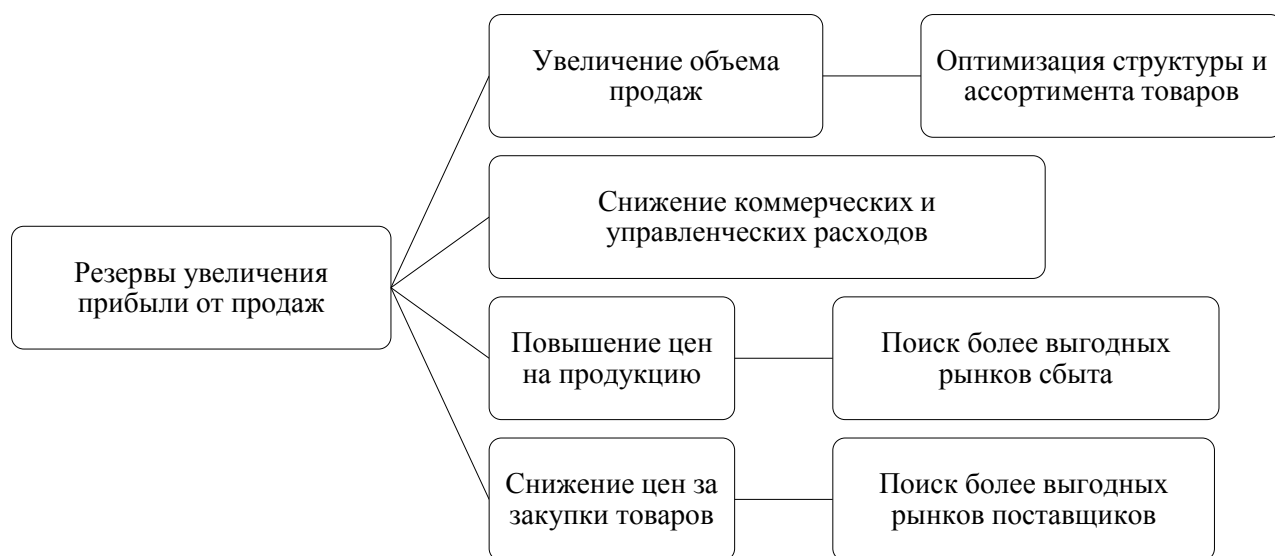 Увеличение объема
продаж
Оптимизация структуры и
ассортимента товаров
Снижение коммерческих и
управленческих расходов
Резервы увеличения
прибыли от продаж
Повышение цен
на продукцию
Поиск более выгодных
рынков сбыта
Снижение цен за
закупки товаров
Поиск более выгодных
рынков поставщиков